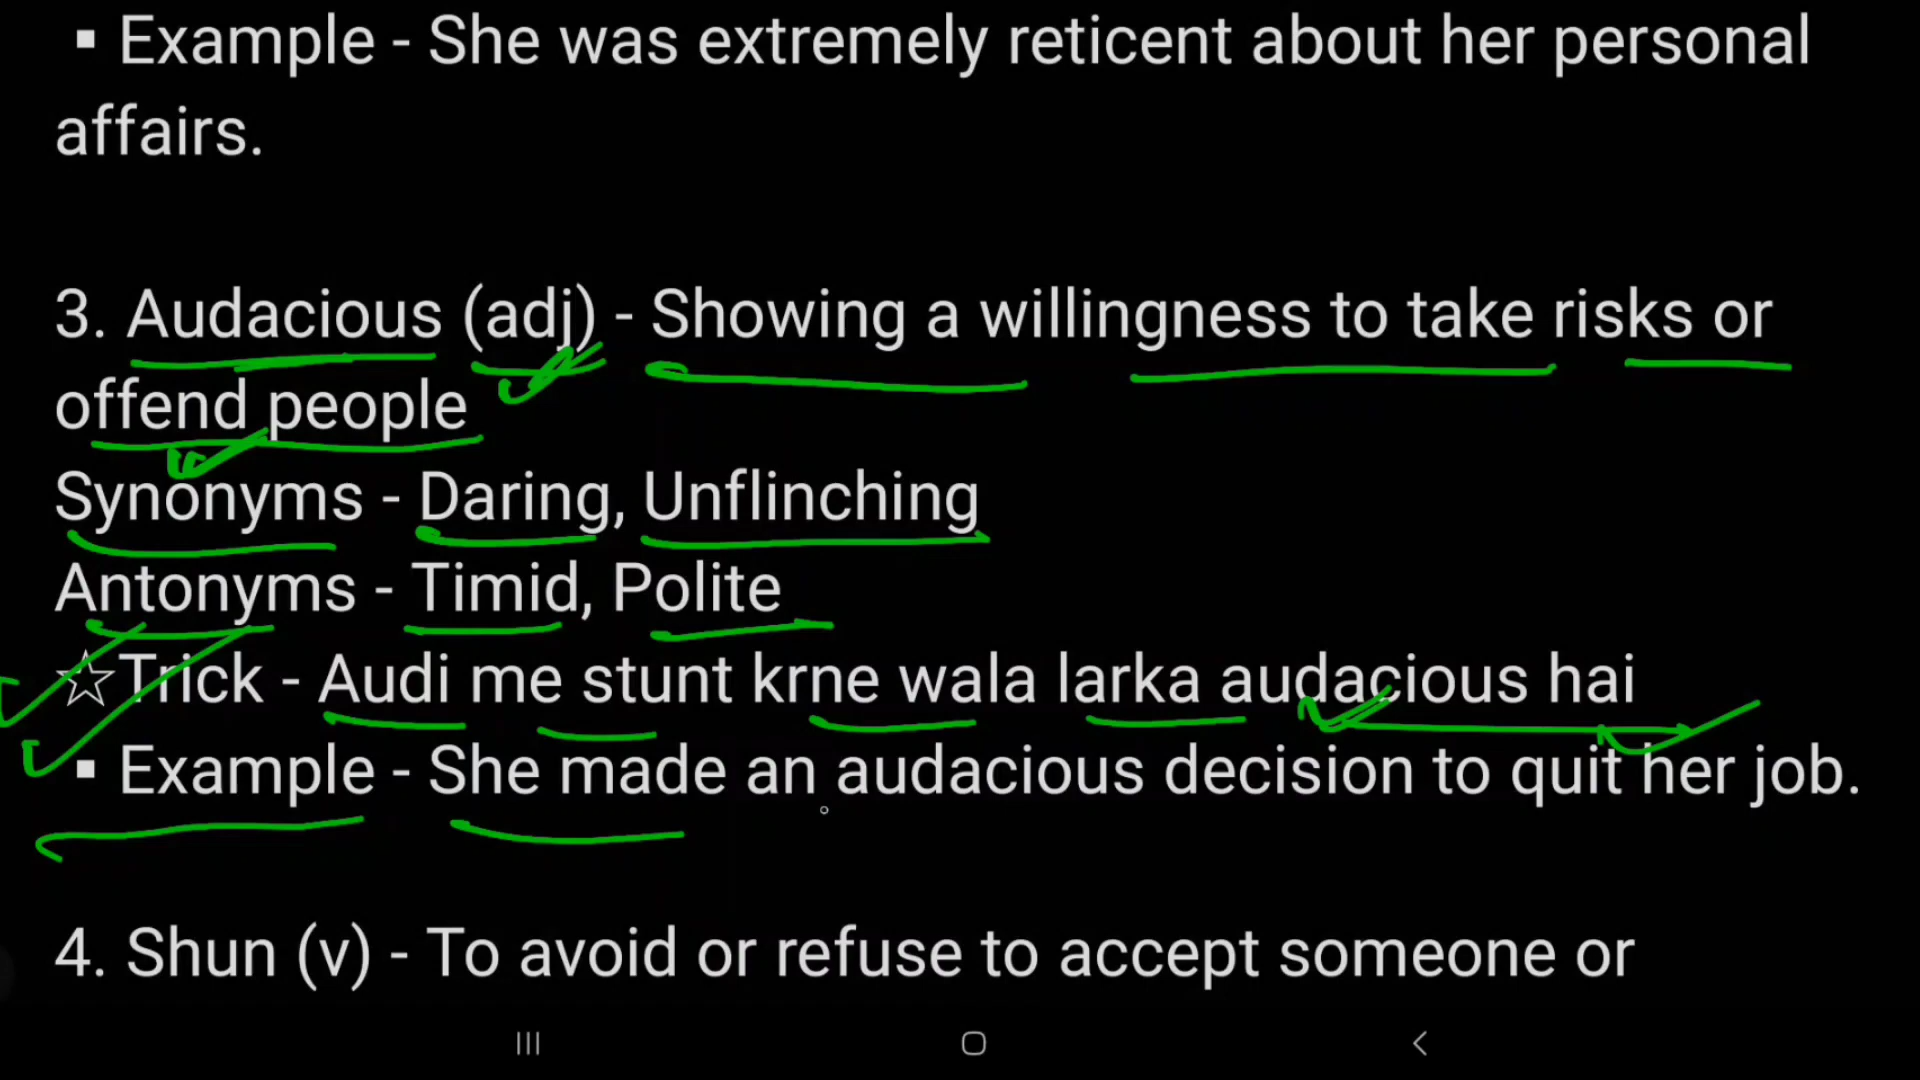 ▪ Example - She was extremely reticent about her personal
affairs.
3. Audacious (adj) - Showing a willingness to take risks or
offend people
Synonyms - Daring, Unflinching
Antonyms - Timid, Polite
☆Trick - Audi me stunt krne wala larka audacious hai
▪ Example - She made an audacious decision to quit her job.
4. Shun (v) - To avoid or refuse to accept someone or